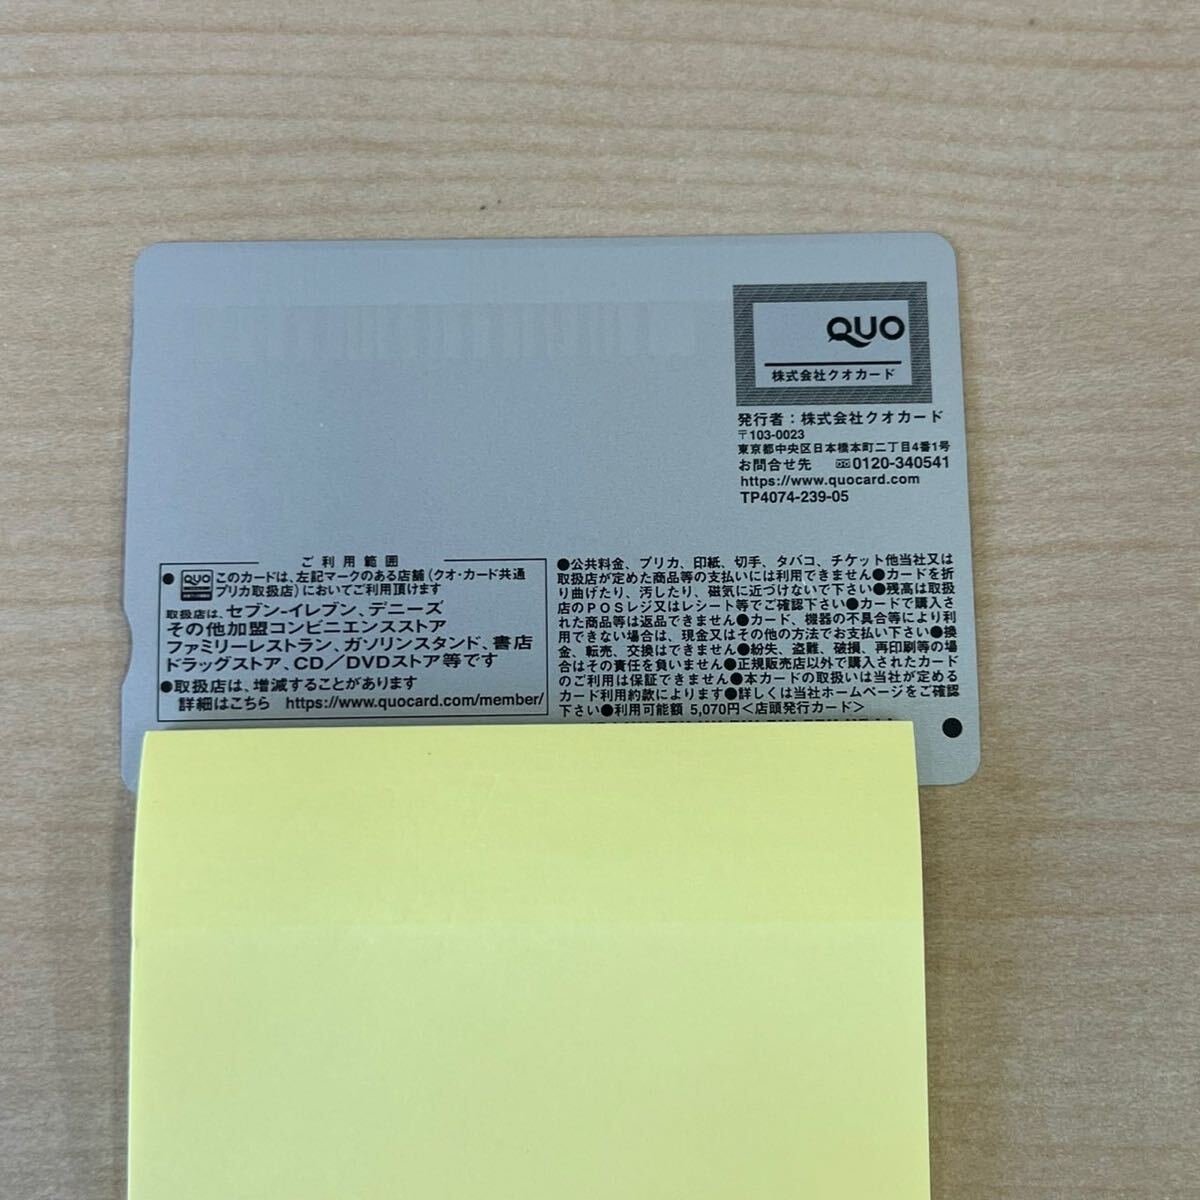 QUO
株式会社クオカード
発行者：株式会社クオカード
〒103-0023
東京都中央区日本橋本町二丁目4番1号
お問合せ先 0120-340541
https://www.quocard.com
TP4074-239-05
ご利用範囲
●QUO このカードは、左記マークのある店舗（クオ・カード共通
プリカ取扱店）においてご利用頂けます
取扱店は、セブン-イレブン、デニーズ
その他加盟コンビニエンスストア
ファミリーレストラン、ガソリンスタンド、書店
ドラッグストア、CD／DVDストア等です
●取扱店は、増減することがあります
詳細はこちら https://www.quocard.com/member/
●公共料金、プリカ、印紙、切手、タバコ、チケット他当社又は
取扱店が定めた商品等の支払いには利用できません●カードを折
り曲げたり、汚したり、磁気に近づけないで下さい●残高は取扱
店のPOSレジ又はレシート等でご確認下さい●カードで購入さ
れた商品等は返品できません●カード、機器の不具合等により利
用できない場合は、現金又はその他の方法でお支払い下さい●換
金、転売、交換はできません●紛失、盗難、破損、再印刷等の場
合はその責任を負いません●正規販売店以外で購入されたカード
のご利用は保証できません●本カードの取扱いは当社が定める
カード利用約款によります●詳しくは当社ホームページをご確認
下さい●利用可能額 5,070円＜店頭発行カード＞